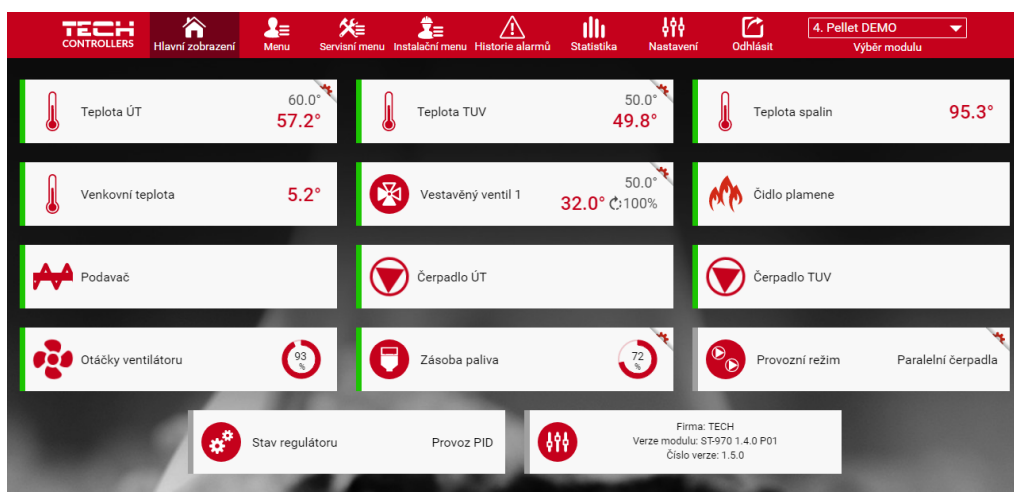 TECH
CONTROLLERS
Hlavní zobrazení
Menu
Servisní menu
Instalační menu
Historie alarmů
Statistika
Nastavení
Odhlásit
4. Pellet DEMO
Výběr modulu
Teplota ÚT
60.0°
57.2°
Teplota TUV
50.0°
49.8°
Teplota spalin
95.3°
Venkovní teplota
5.2°
Vestavěný ventil 1
50.0°
32.0° 100%
Čidlo plamene
Podavač
Čerpadlo ÚT
Čerpadlo TUV
Otáčky ventilátoru
93
%
Zásoba paliva
72
%
Provozní režim
Paralelní čerpadla
Stav regulátoru
Provoz PID
Firma: TECH
Verze modulu: ST-970 1.4.0 P01
Číslo verze: 1.5.0